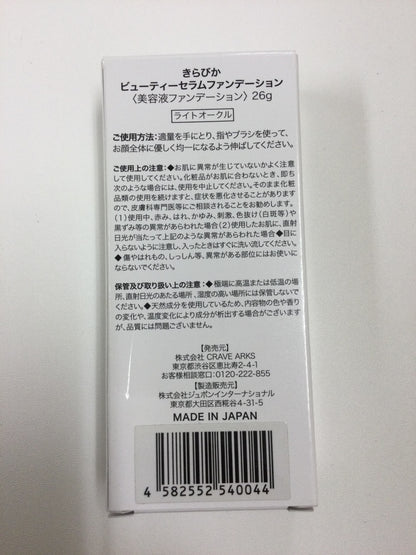 きらぴか
ビューティーセラムファンデーション
〈美容液ファンデーション〉26g
ライトオークル
ご使用方法:適量を手にとり、指やブラシを使って、
お顔全体に優しく均一になるよう伸ばしてください。
ご使用上の注意:◆お肌に異常が生じていないかよく注意
して使用してください。化粧品がお肌に合わないとき、即ち
次のような場合には、使用を中止してください。そのまま化粧
品類の使用を続けますと、症状を悪化させることがあります
ので、皮膚科専門医等にご相談されることをお勧めします。
(1)使用中、赤み、はれ、かゆみ、刺激、色抜け(白斑等)や
黒ずみ等の異常があらわれた場合(2)使用したお肌に、直射
日光が当たって上記のような異常があらわれた場合◆目に
入らないように注意し、入ったときはすぐに洗い流してください。
◆傷やはれもの、しっしん等、異常がある部位にはお使いに
ならないでください。
保管及び取り扱い上の注意:◆極端に高温または低温の場
所、直射日光のあたる場所、湿度の高い場所には保管しないで
ください。◆天然成分を使用しているため、内容物の色や香り
の変化や、温度変化により成分が析出する場合がございます
が、品質には問題ございません。
[発売元]
株式会社 CRAVE ARKS
東京都渋谷区恵比寿2-4-1
お客様相談窓口:0120-222-855
[製造販売元]
株式会社ジュポンインターナショナル
東京都大田区西糀谷4-31-5
MADE IN JAPAN
4 582552 540044